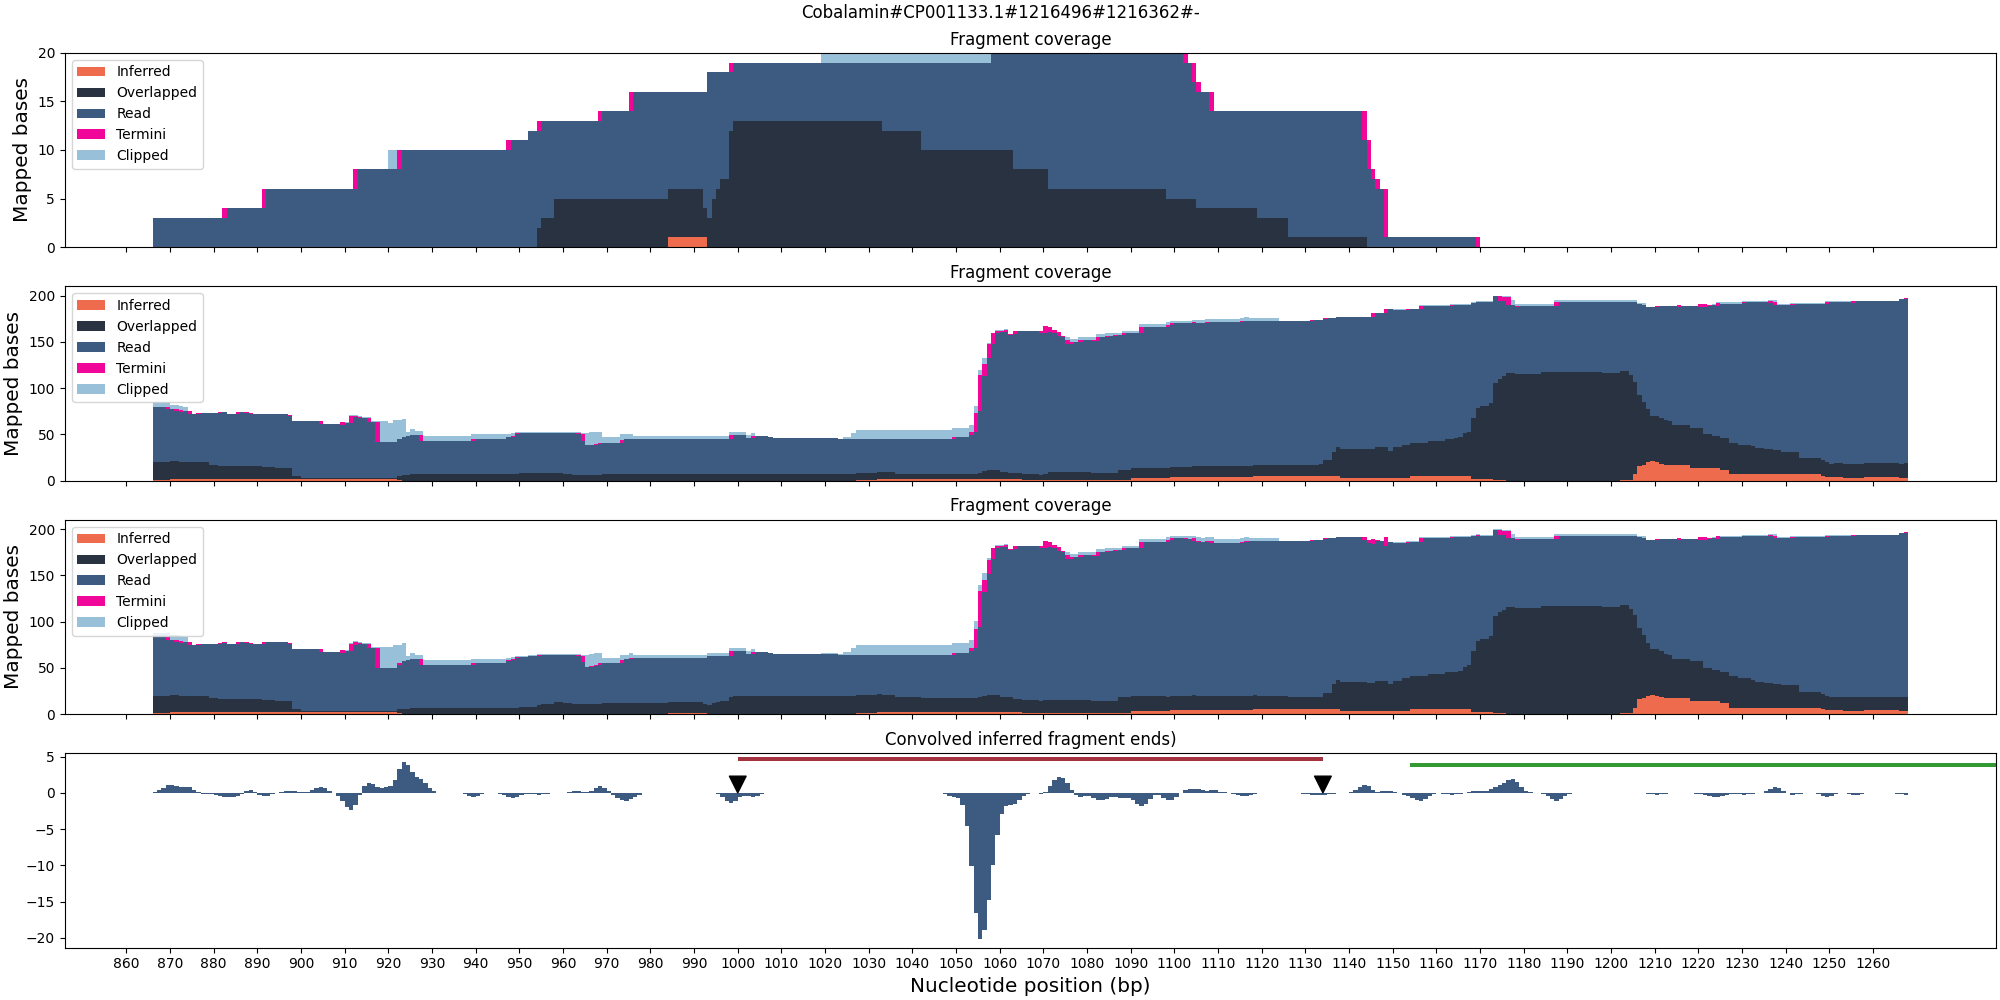 Cobalamin#CP001133.1#1216496#1216362#-
Fragment coverage
Mapped bases
20
15
10
5
0
Inferred
Overlapped
Read
Termini
Clipped
Fragment coverage
Mapped bases
200
150
100
50
0
Inferred
Overlapped
Read
Termini
Clipped
Fragment coverage
Mapped bases
200
150
100
50
0
Inferred
Overlapped
Read
Termini
Clipped
Convolved inferred fragment ends)
5
0
−5
−10
−15
−20
860 870 880 890 900 910 920 930 940 950 960 970 980 990 1000 1010 1020 1030 1040 1050 1060 1070 1080 1090 1100 1110 1120 1130 1140 1150 1160 1170 1180 1190 1200 1210 1220 1230 1240 1250 1260
Nucleotide position (bp)